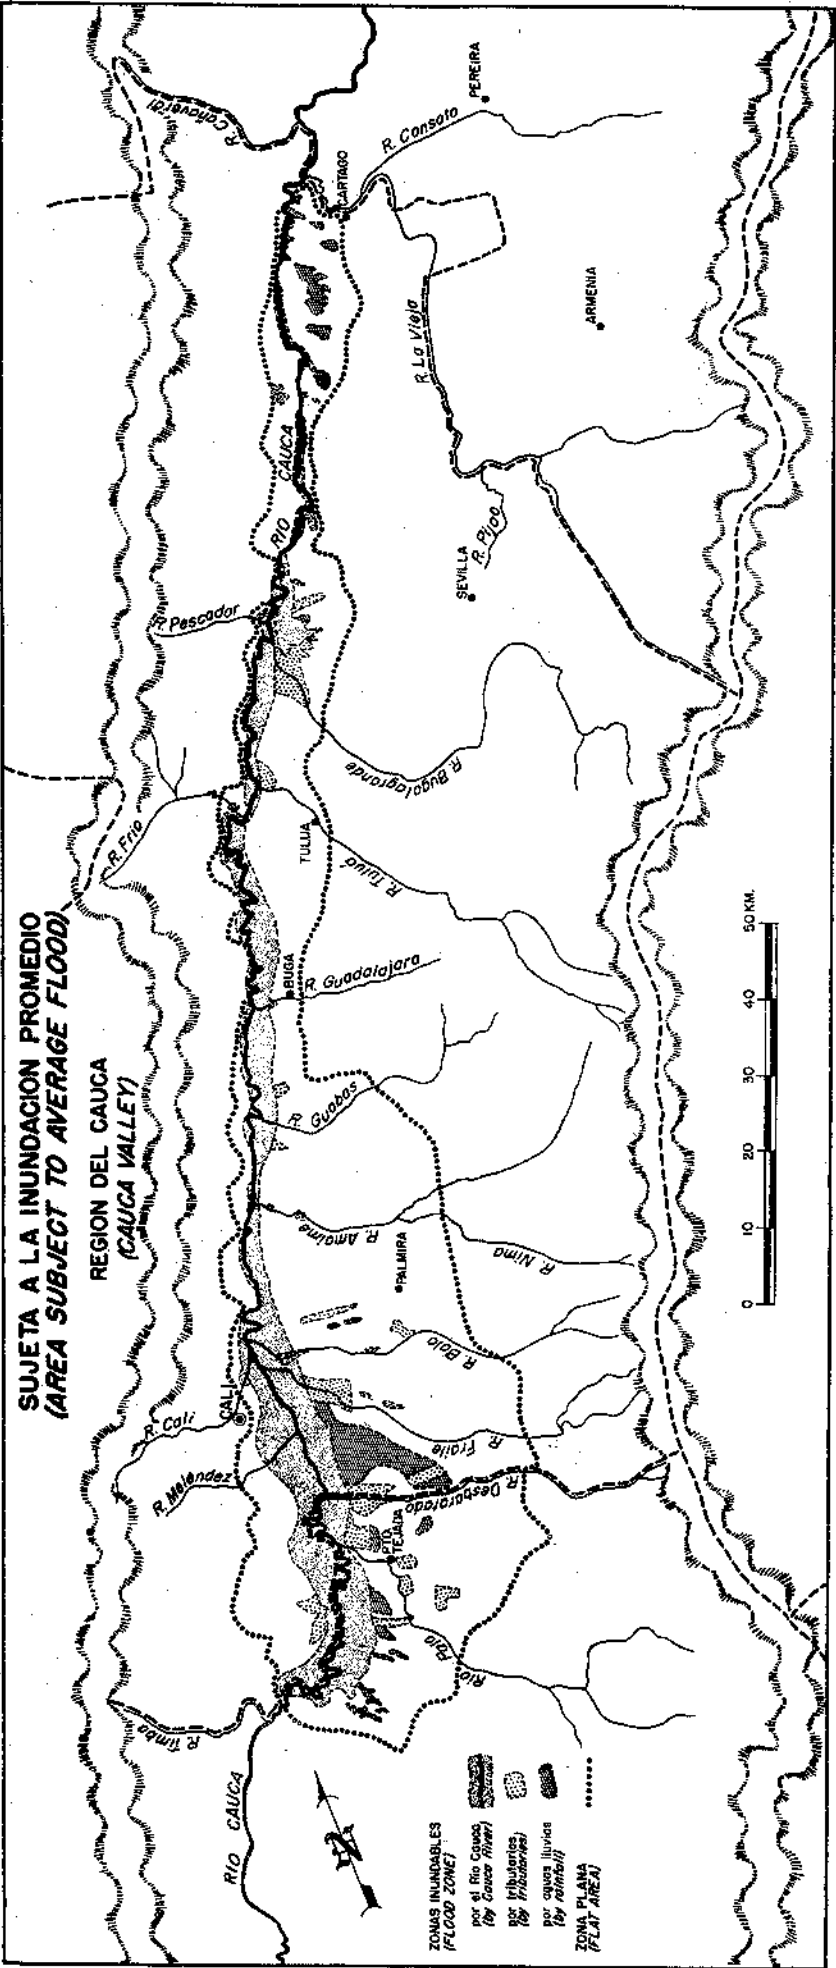 SUJETA A LA INUNDACION PROMEDIO
(AREA SUBJECT TO AVERAGE FLOOD)
REGION DEL CAUCA
(CAUCA VALLEY)
RIO CAUCA
R. Timba
R. Meléndez
R. Cali
CALI
R. Frio
R. Pescador
RIO CAUCA
R. Cañaveral
CARTAGO
R. Consota
PEREIRA
R. La Vieja
ARMENIA
R. Pijao
SEVILLA
R. Bugalagrande
TULUA
R. Tuluá
BUGA
R. Guadalajara
R. Guabas
R. Amaime
R. Nima
PALMIRA
R. Bolo
R. Fraile
R. Desbaratado
PTO.
TEJADA
Rio Palo
N
0 10 20 30 40 50 KM.
ZONAS INUNDABLES
(FLOOD ZONE)
por el Río Cauca
(by Cauca River)
por tributarios
(by tributaries)
por aguas lluvias
(by rainfall)
ZONA PLANA
(FLAT AREA)